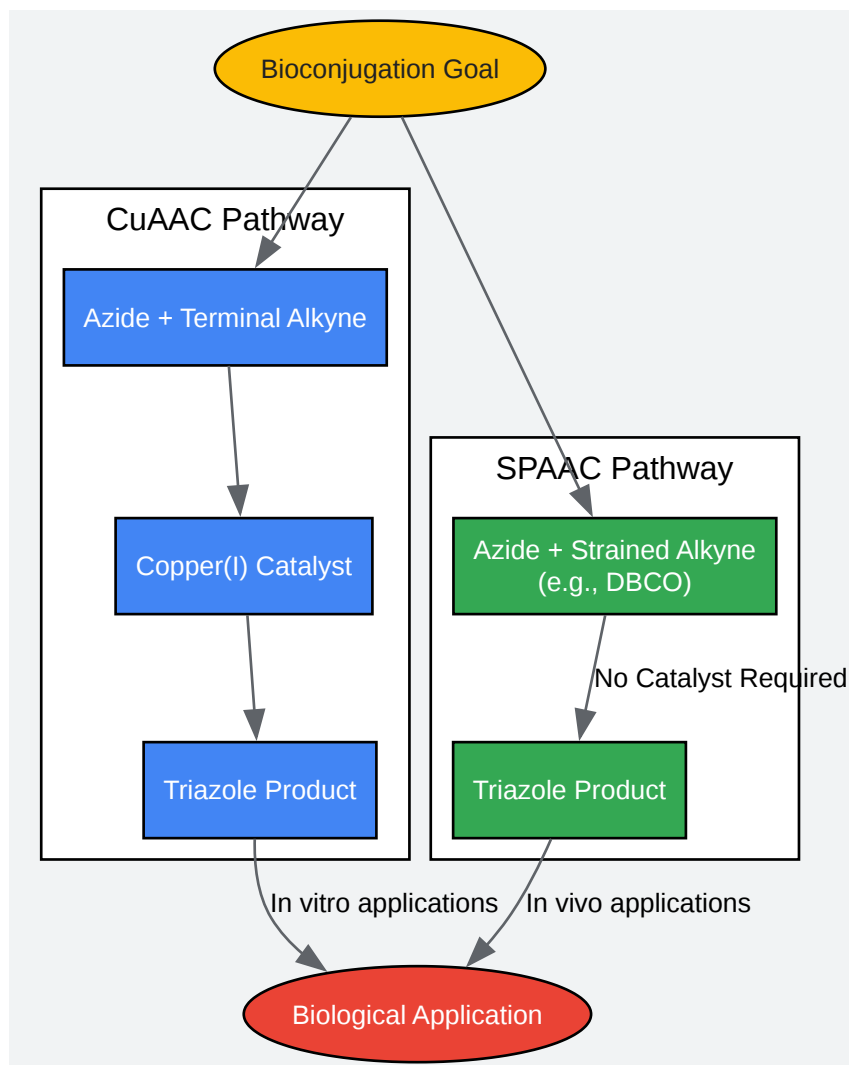 Bioconjugation Goal
CuAAC Pathway
Azide + Terminal Alkyne
Copper(I) Catalyst
Triazole Product
SPAAC Pathway
Azide + Strained Alkyne
(e.g., DBCO)
No Catalyst Required
Triazole Product
In vitro applications
In vivo applications
Biological Application